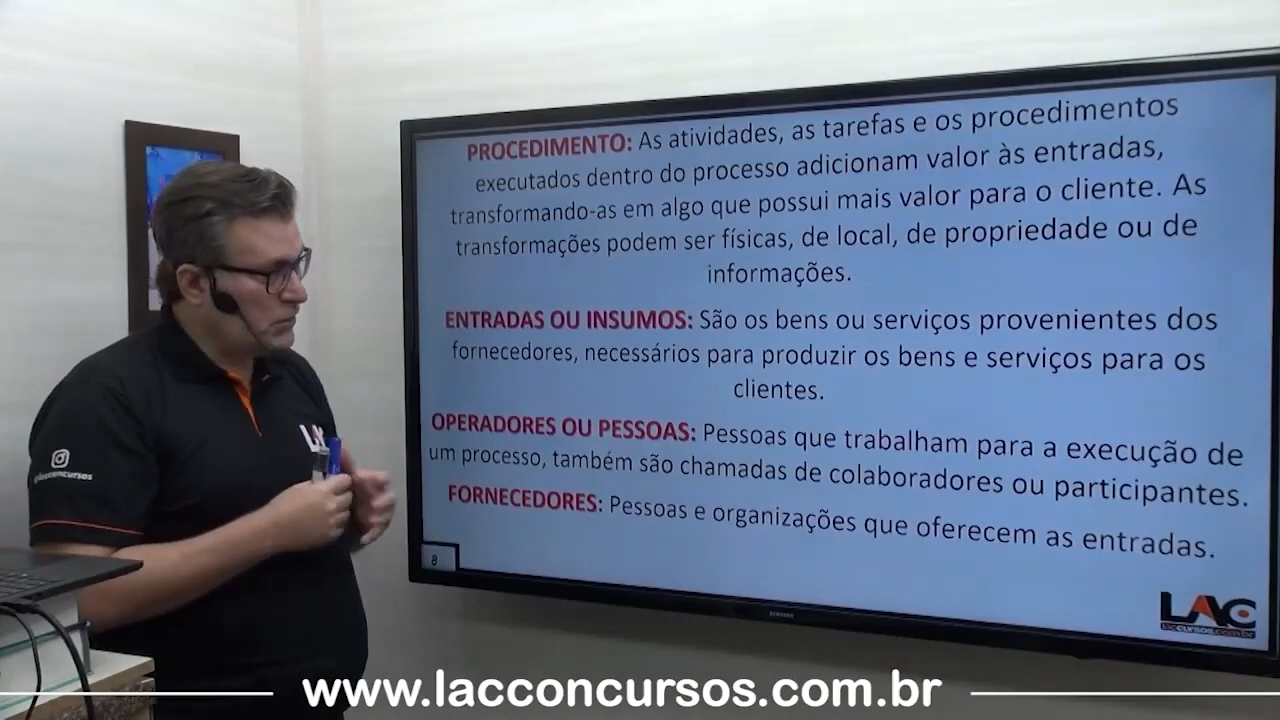 PROCEDIMENTO: As atividades, as tarefas e os procedimentos
executados dentro do processo adicionam valor às entradas,
transformando-as em algo que possui mais valor para o cliente. As
transformações podem ser físicas, de local, de propriedade ou de
informações.
ENTRADAS OU INSUMOS: São os bens ou serviços provenientes dos
fornecedores, necessários para produzir os bens e serviços para os
clientes.
OPERADORES OU PESSOAS: Pessoas que trabalham para a execução de
um processo, também são chamadas de colaboradores ou participantes.
FORNECEDORES: Pessoas e organizações que oferecem as entradas.
8
LAC
SAMSUNG
www.lacconcursos.com.br